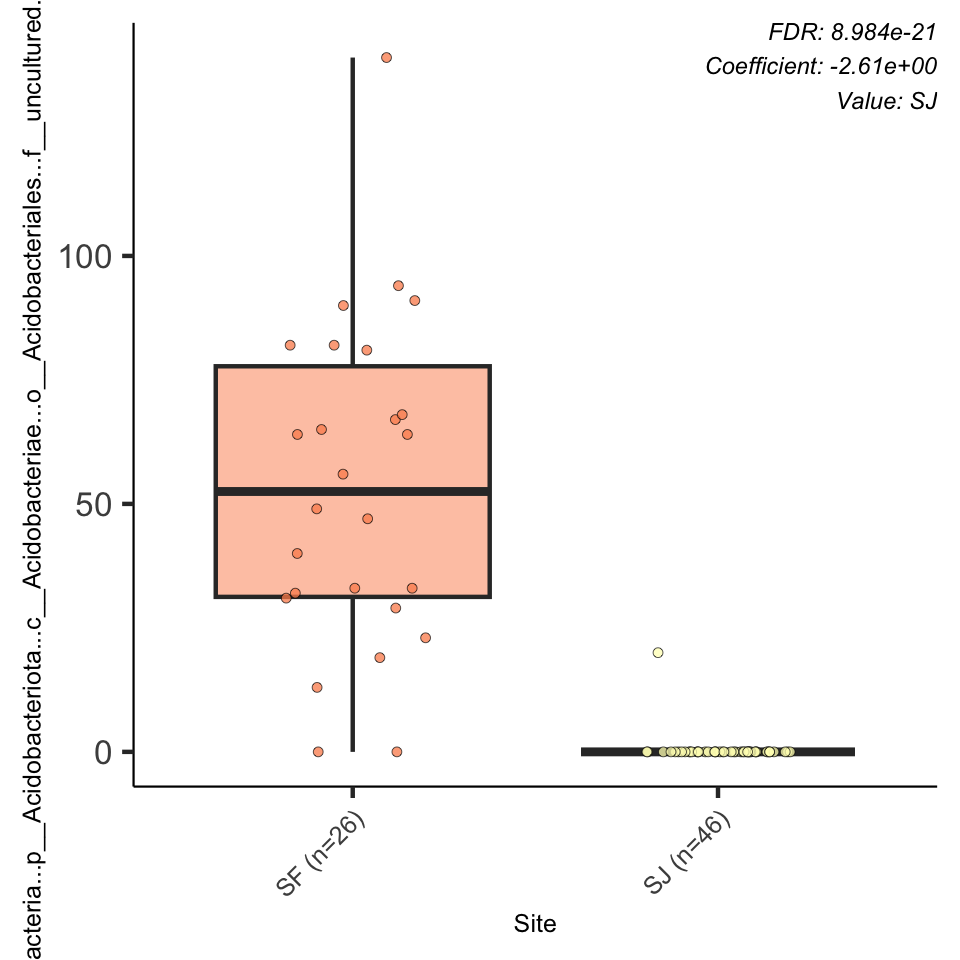 FDR: 8.984e-21
Coefficient: -2.61e+00
Value: SJ
acteria...p__Acidobacteriota...c__Acidobacteriae...o__Acidobacteriales...f__uncultured.
100
50
0
SF (n=26)
SJ (n=46)
Site